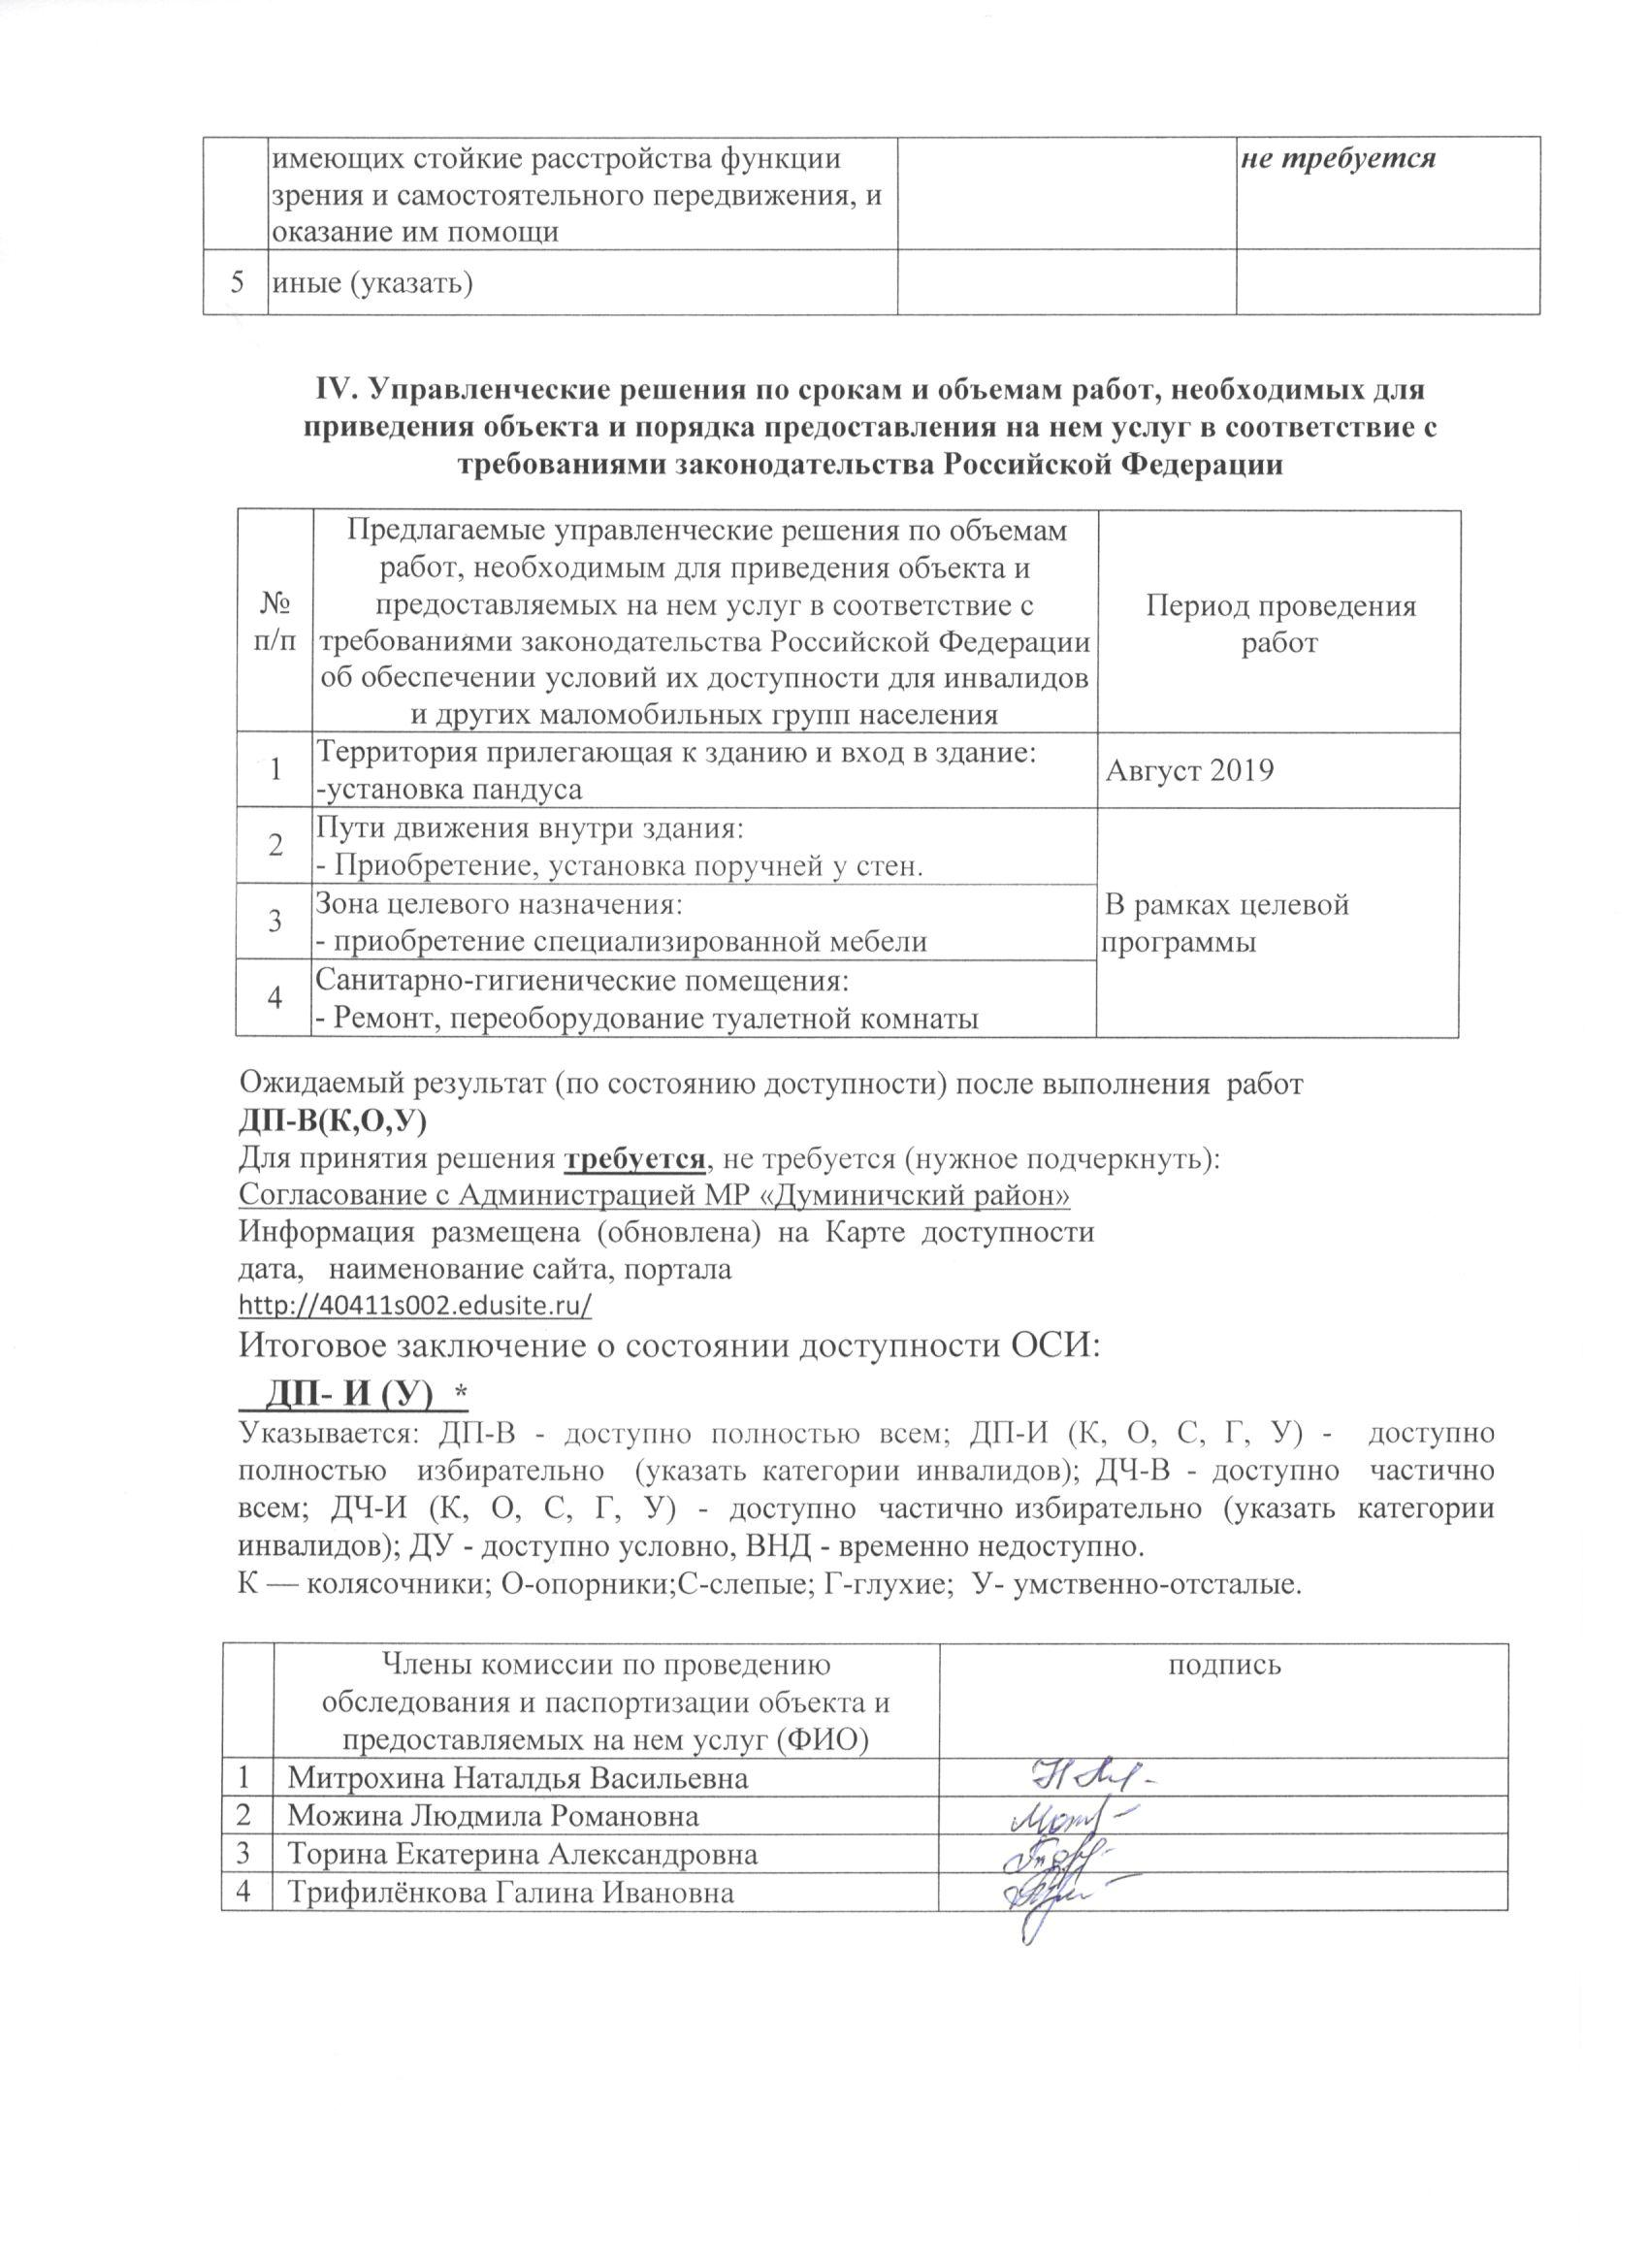 имеющих стойкие расстройства функции
зрения и самостоятельного передвижения, и
оказание им помощи
не требуется
5 иные (указать)
IV. Управленческие решения по срокам и объемам работ, необходимых для
приведения объекта и порядка предоставления на нем услуг в соответствие с
требованиями законодательства Российской Федерации
№
п/п
Предлагаемые управленческие решения по объемам
работ, необходимым для приведения объекта и
предоставляемых на нем услуг в соответствие с
требованиями законодательства Российской Федерации
об обеспечении условий их доступности для инвалидов
и других маломобильных групп населения
Период проведения
работ
1
Территория прилегающая к зданию и вход в здание:
-установка пандуса
Август 2019
2
Пути движения внутри здания:
- Приобретение, установка поручней у стен.
3
Зона целевого назначения:
- приобретение специализированной мебели
В рамках целевой
программы
4
Санитарно-гигиенические помещения:
- Ремонт, переоборудование туалетной комнаты
Ожидаемый результат (по состоянию доступности) после выполнения работ
ДП-В(К,О,У)
Для принятия решения требуется, не требуется (нужное подчеркнуть):
Согласование с Администрацией МР «Думиничский район»
Информация размещена (обновлена) на Карте доступности
дата, наименование сайта, портала
http://40411s002.edusite.ru/
Итоговое заключение о состоянии доступности ОСИ:
ДП- И (У) *
Указывается: ДП-В - доступно полностью всем; ДП-И (К, О, С, Г, У) - доступно
полностью избирательно (указать категории инвалидов); ДЧ-В - доступно частично
всем; ДЧ-И (К, О, С, Г, У) - доступно частично избирательно (указать категории
инвалидов); ДУ - доступно условно, ВНД - временно недоступно.
К — колясочники; О-опорники;С-слепые; Г-глухие; У- умственно-отсталые.
Члены комиссии по проведению
обследования и паспортизации объекта и
предоставляемых на нем услуг (ФИО)
подпись
1 Митрохина Наталдья Васильевна
2 Можина Людмила Романовна
3 Торина Екатерина Александровна
4 Трифилёнкова Галина Ивановна